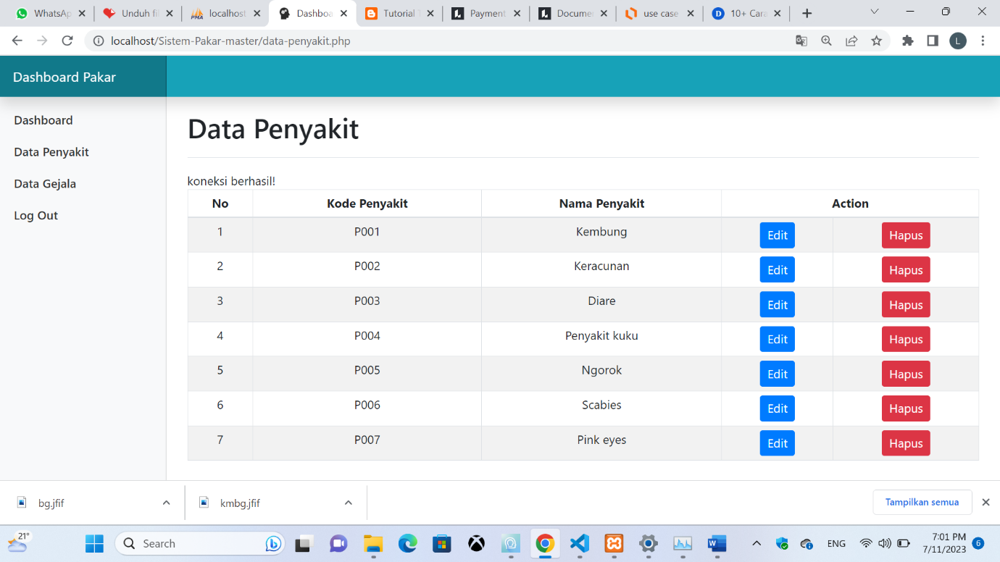 WhatsAp Unduh fil localhost Dashboa Tutorial T Payment Documen use case 10+ Cara
localhost/Sistem-Pakar-master/data-penyakit.php
L
Dashboard Pakar
Dashboard
Data Penyakit
Data Gejala
Log Out
Data Penyakit
koneksi berhasil!
No Kode Penyakit Nama Penyakit Action
1 P001 Kembung Edit Hapus
2 P002 Keracunan Edit Hapus
3 P003 Diare Edit Hapus
4 P004 Penyakit kuku Edit Hapus
5 P005 Ngorok Edit Hapus
6 P006 Scabies Edit Hapus
7 P007 Pink eyes Edit Hapus
bg.jfif kmbg.jfif Tampilkan semua
21° Search ENG 7:01 PM
7/11/2023 6